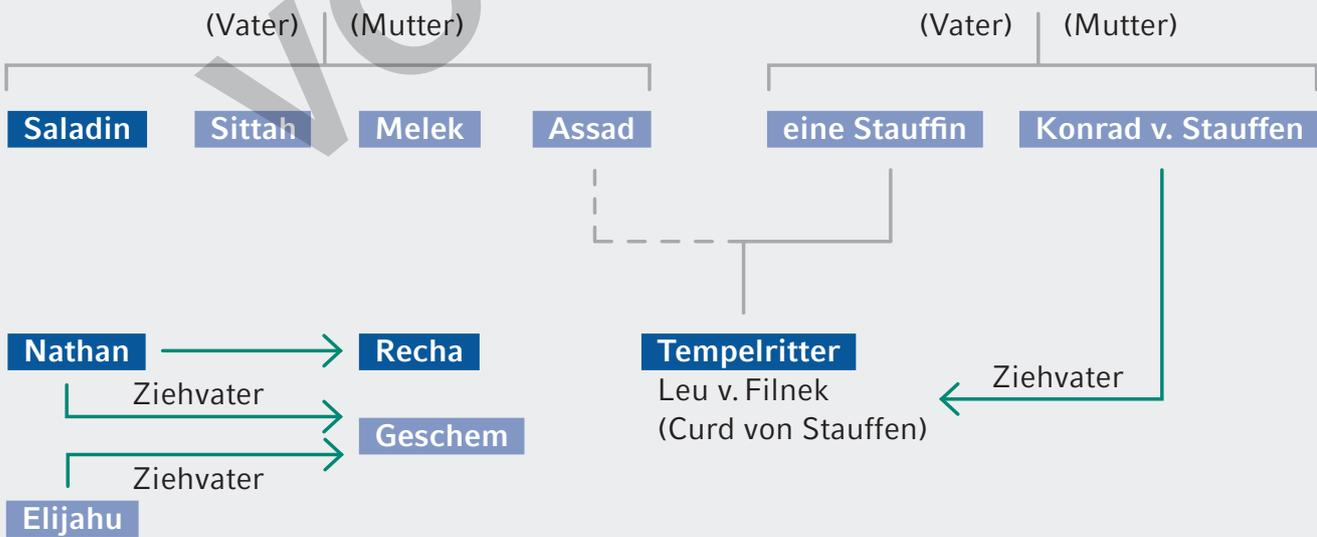 (Vater) (Mutter) (Vater) (Mutter)
Saladin Sittah Melek Assad eine Stauffin Konrad v. Stauffen
Nathan Recha Tempelritter
Ziehvater Leu v. Filnek Ziehvater
Geschem (Curd von Stauffen)
Ziehvater
Elijahu